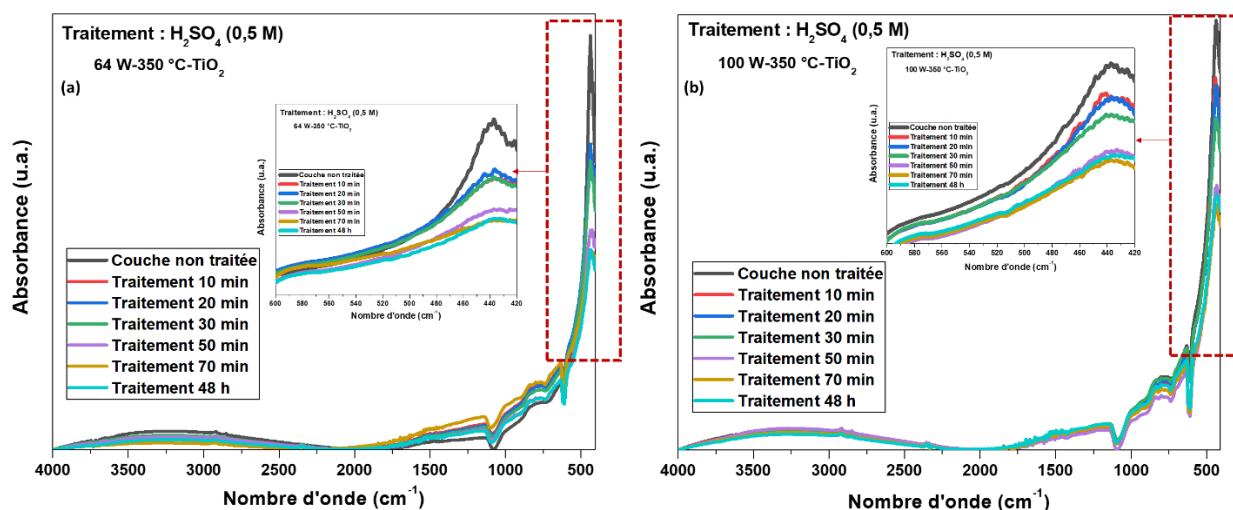 Traitement : H₂SO₄ (0,5 M)
64 W-350 °C-TiO₂
(a)
Absorbance (u.a.)
Traitement : H₂SO₄ (0,5 M)
64 W-350 °C-TiO₂
Absorbance (u.a.)
Couche non traitée
Traitement 10 min
Traitement 20 min
Traitement 30 min
Traitement 50 min
Traitement 70 min
Traitement 48 h
600 580 560 540 520 500 480 460 440 420
Nombre d'onde (cm⁻¹)
Couche non traitée
Traitement 10 min
Traitement 20 min
Traitement 30 min
Traitement 50 min
Traitement 70 min
Traitement 48 h
4000 3500 3000 2500 2000 1500 1000 500
Nombre d'onde (cm⁻¹)
Traitement : H₂SO₄ (0,5 M)
100 W-350 °C-TiO₂
(b)
Absorbance (u.a.)
Traitement : H₂SO₄ (0,5 M)
100 W-350 °C-TiO₂
Absorbance (u.a.)
Couche non traitée
Traitement 10 min
Traitement 20 min
Traitement 30 min
Traitement 50 min
Traitement 70 min
Traitement 48 h
600 580 560 540 520 500 480 460 440 420
Nombre d'onde (cm⁻¹)
Couche non traitée
Traitement 10 min
Traitement 20 min
Traitement 30 min
Traitement 50 min
Traitement 70 min
Traitement 48 h
4000 3500 3000 2500 2000 1500 1000 500
Nombre d'onde (cm⁻¹)